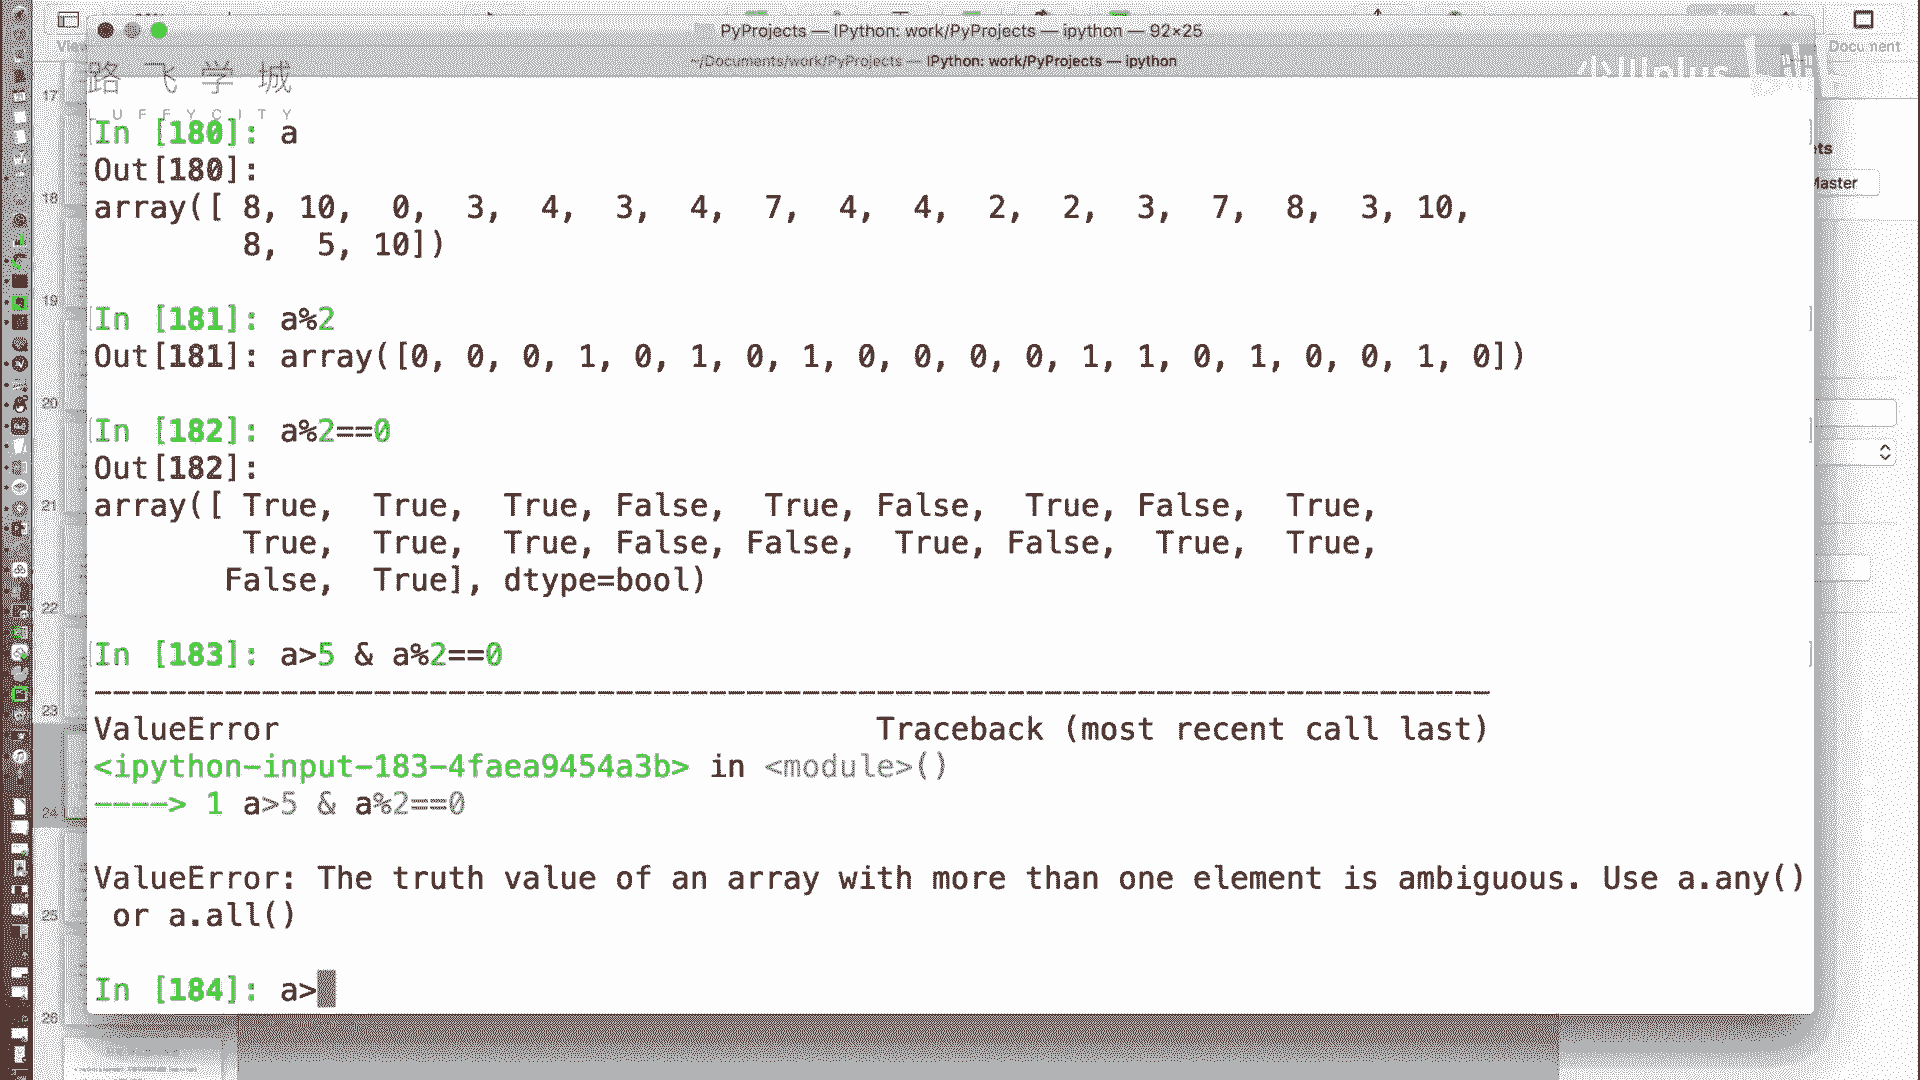 PyProjects — IPython: work/PyProjects — ipython — 92×25
~/Documents/work/PyProjects — IPython: work/PyProjects — ipython
View
Document
路飞学城
LUFFYCITY
In [180]: a
Out[180]:
array([ 8, 10,  0,  3,  4,  3,  4,  7,  4,  4,  2,  2,  3,  7,  8,  3, 10,
        8,  5, 10])
In [181]: a%2
Out[181]: array([0, 0, 0, 1, 0, 1, 0, 1, 0, 0, 0, 0, 1, 1, 0, 1, 0, 0, 1, 0])
In [182]: a%2==0
Out[182]:
array([ True,  True,  True, False,  True, False,  True, False,  True,
        True,  True,  True, False, False,  True, False,  True,  True,
       False,  True], dtype=bool)
In [183]: a>5 & a%2==0
---------------------------------------------------------------------------
ValueError                                Traceback (most recent call last)
<ipython-input-183-4faea9454a3b> in <module>()
----> 1 a>5 & a%2==0
ValueError: The truth value of an array with more than one element is ambiguous. Use a.any()
 or a.all()
In [184]: a>
17
18
19
20
21
22
23
24
25
26
Master